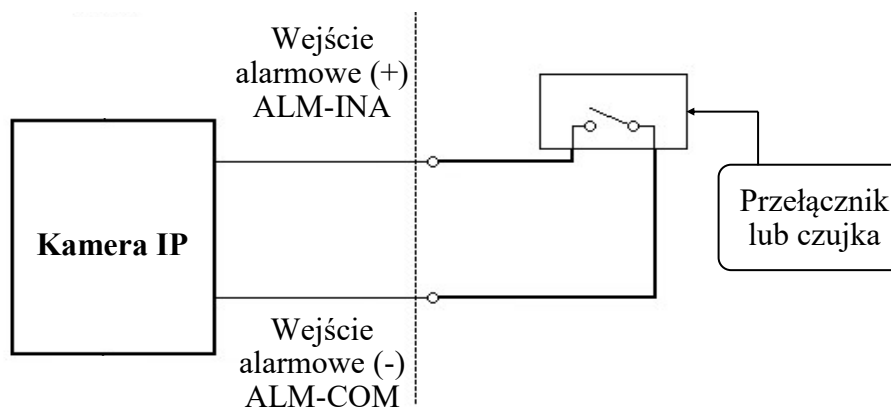 Wejście
alarmowe (+)
ALM-INA
Kamera IP
Przełącznik
lub czujka
Wejście
alarmowe (-)
ALM-COM